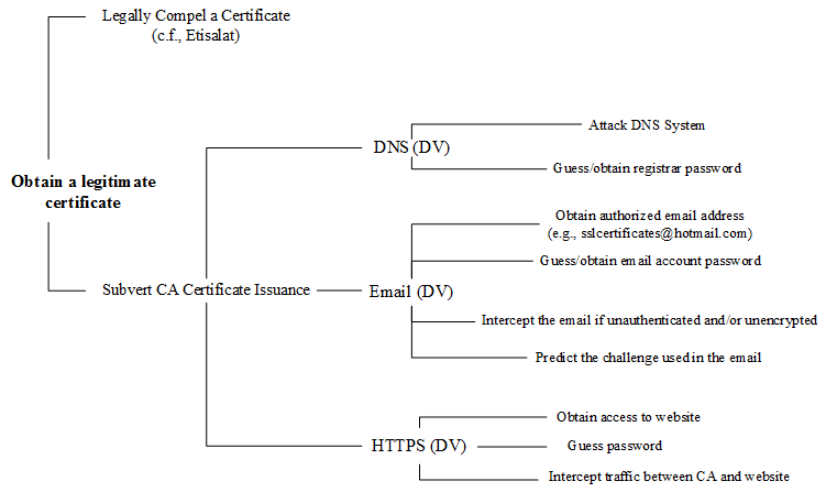 Legally Compel a Certificate
(c.f., Etisalat)
Obtain a legitimate
certificate
Subvert CA Certificate Issuance
DNS (DV)
Attack DNS System
Guess/obtain registrar password
Email (DV)
Obtain authorized email address
(e.g., sslcertificates@hotmail.com)
Guess/obtain email account password
Intercept the email if unauthenticated and/or unencrypted
Predict the challenge used in the email
HTTPS (DV)
Obtain access to website
Guess password
Intercept traffic between CA and website